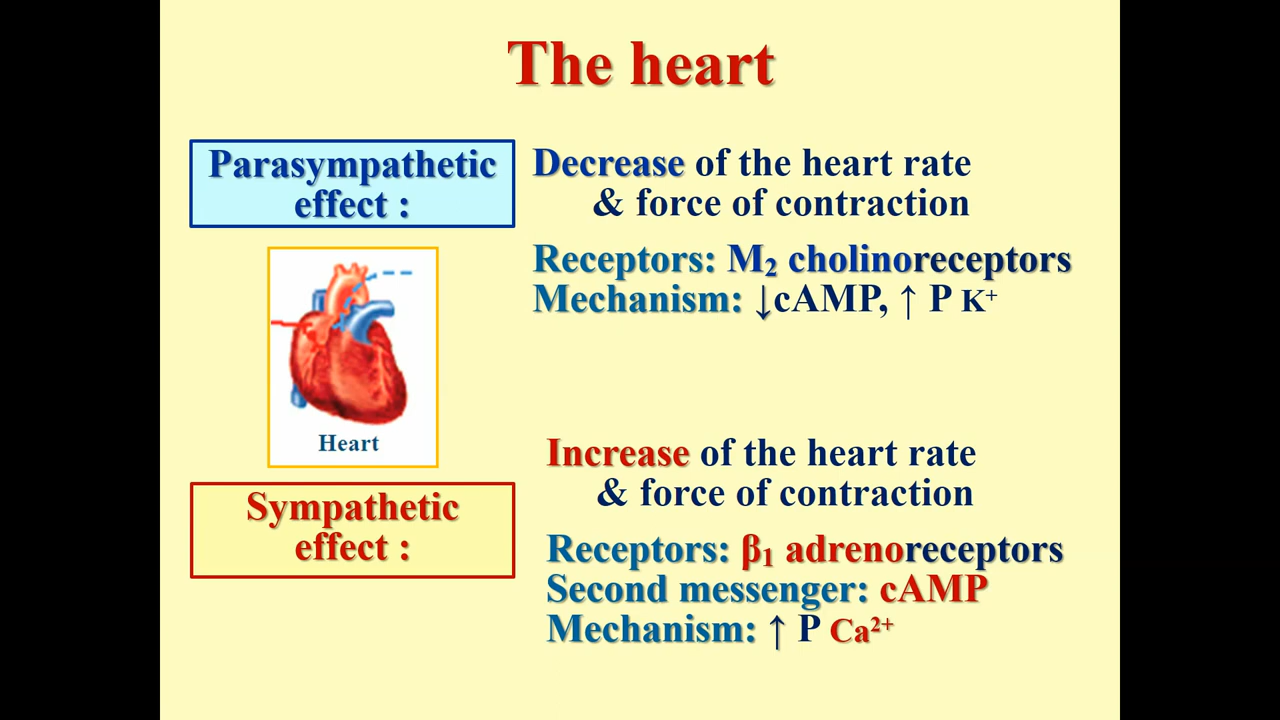 The heart
Parasympathetic
effect :
Decrease of the heart rate
& force of contraction
Receptors: M₂ cholinoreceptors
Mechanism: ↓cAMP, ↑ P K⁺
Heart
Sympathetic
effect :
Increase of the heart rate
& force of contraction
Receptors: β₁ adrenoreceptors
Second messenger: cAMP
Mechanism: ↑ P Ca²⁺